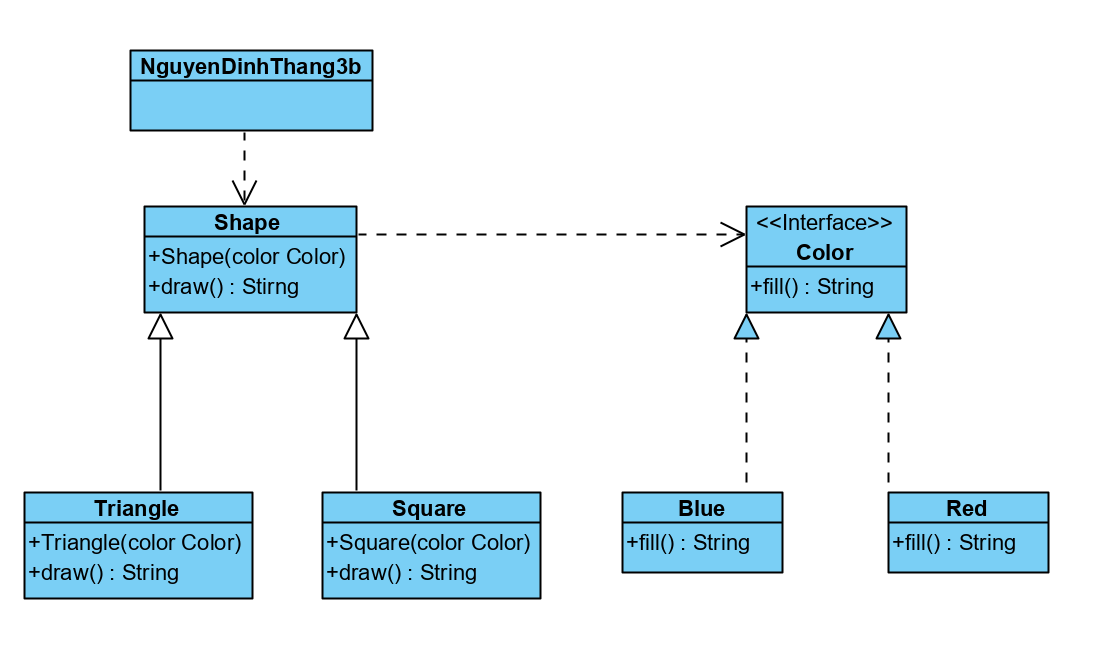 NguyenDinhThang3b
Shape
+Shape(color Color)
+draw() : Stirng
<<Interface>>
Color
+fill() : String
Triangle
+Triangle(color Color)
+draw() : String
Square
+Square(color Color)
+draw() : String
Blue
+fill() : String
Red
+fill() : String